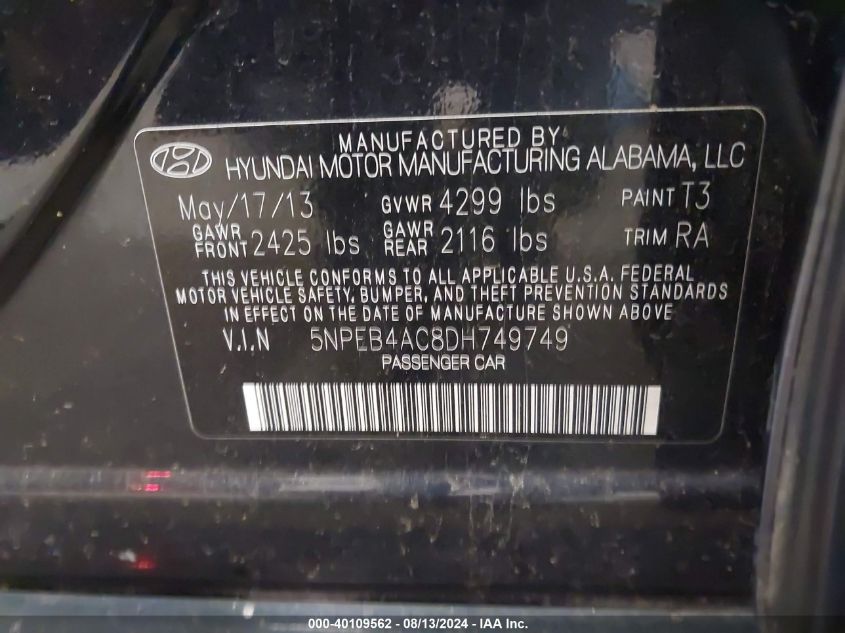 MANUFACTURED BY
HYUNDAI MOTOR MANUFACTURING ALABAMA, LLC
May/17/13 GVWR 4299 lbs PAINT T3
GAWR FRONT 2425 lbs GAWR REAR 2116 lbs TRIM RA
THIS VEHICLE CONFORMS TO ALL APPLICABLE U.S.A. FEDERAL
MOTOR VEHICLE SAFETY, BUMPER, AND THEFT PREVENTION STANDARDS
IN EFFECT ON THE DATE OF MANUFACTURE SHOWN ABOVE.
V.I.N 5NPEB4AC8DH749749
PASSENGER CAR
000-40109562 - 08/13/2024 - IAA Inc.